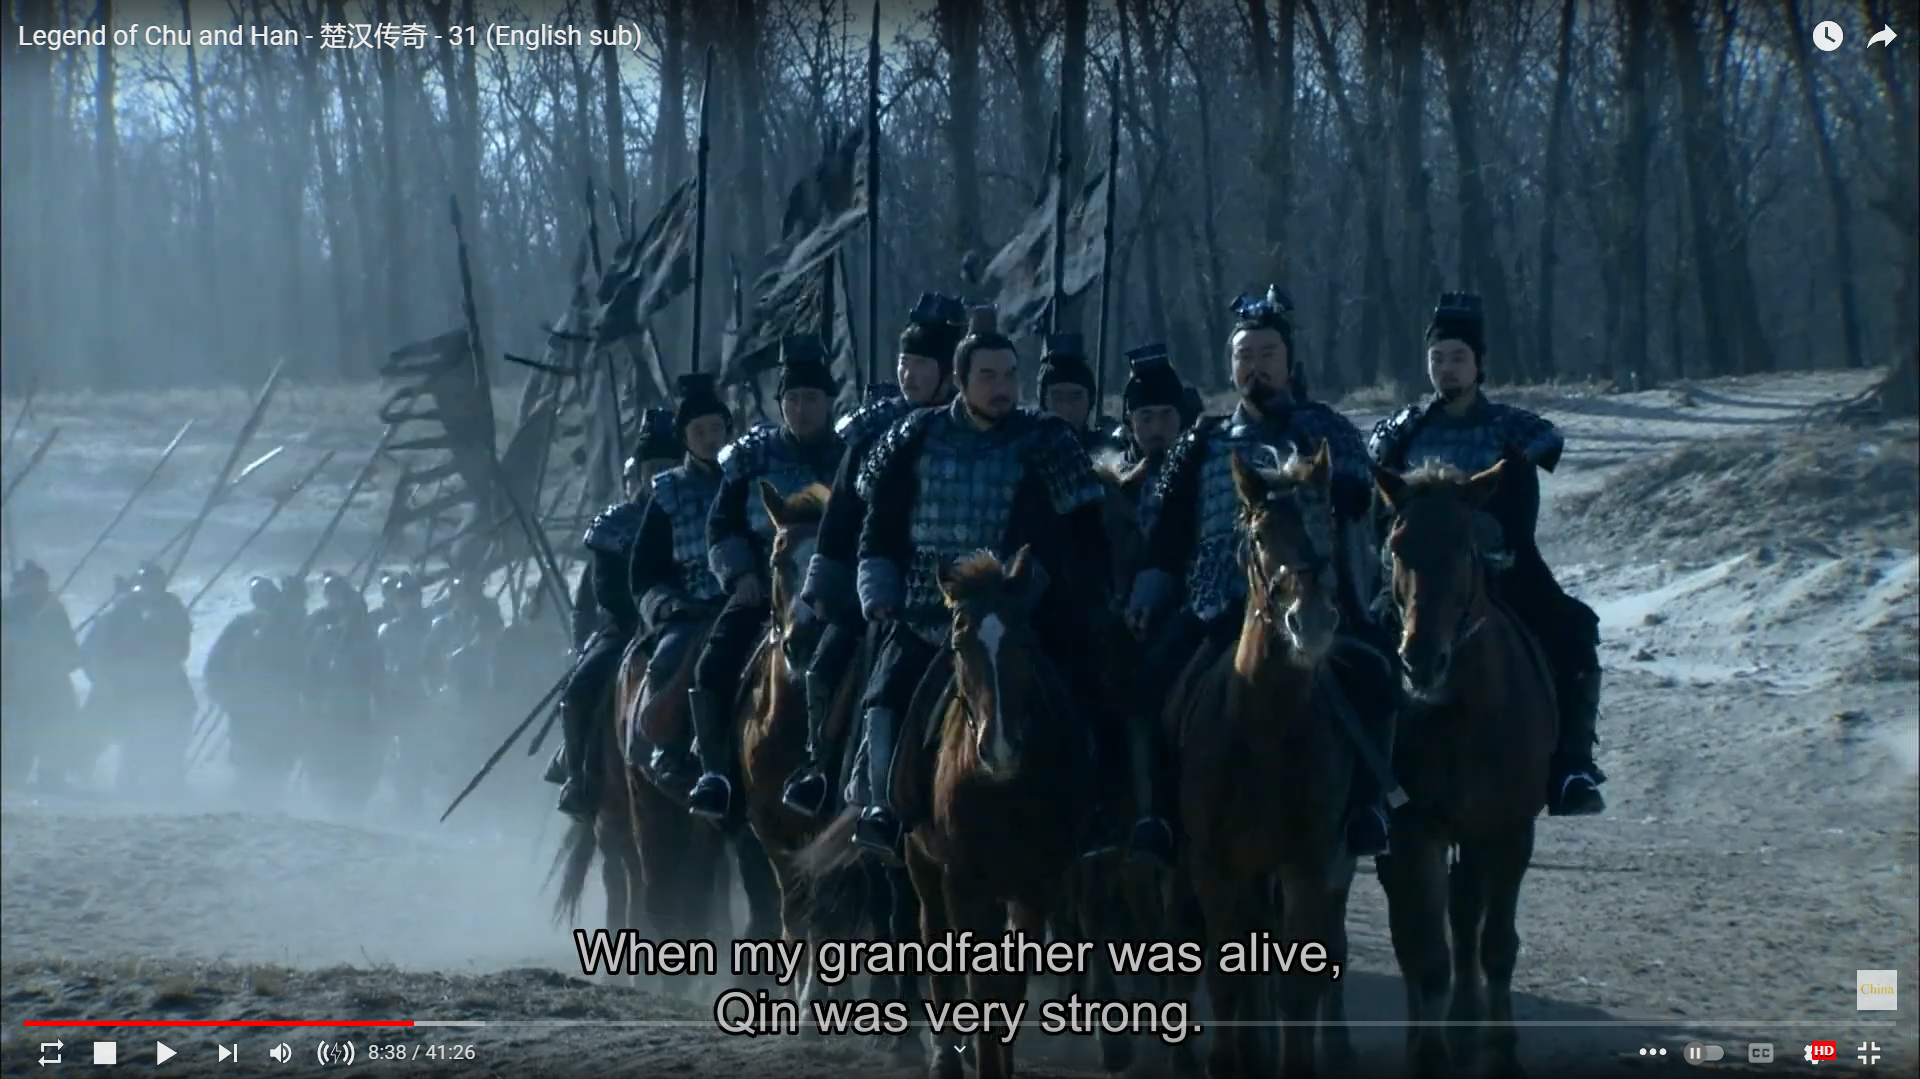 Legend of Chu and Han - 楚汉传奇 - 31 (English sub)
When my grandfather was alive,
Qin was very strong.
China
8:38 / 41:26
CC
HD